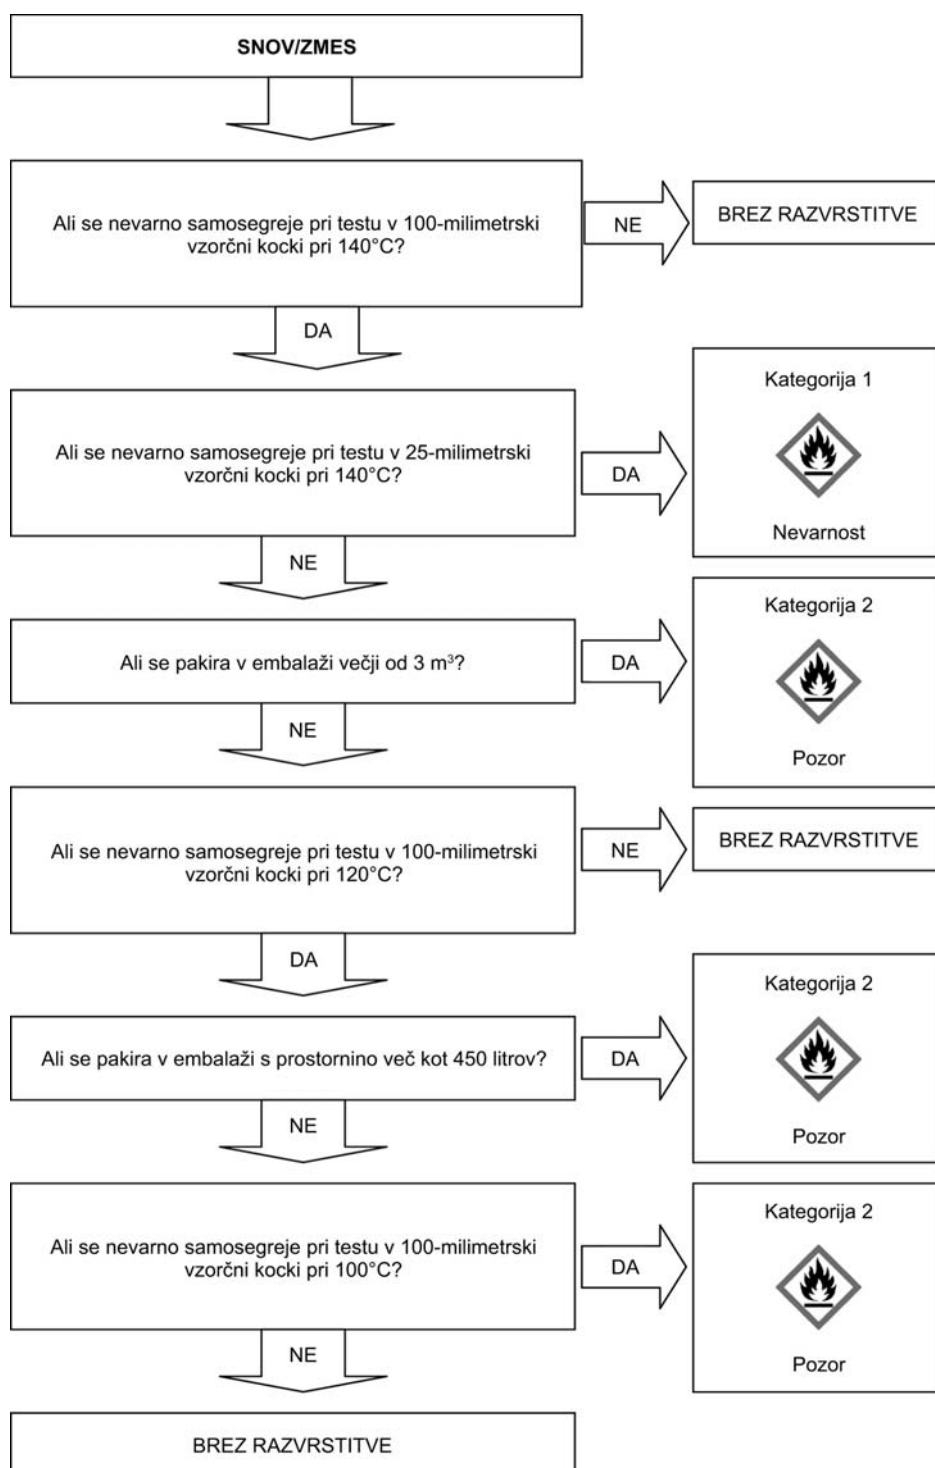 SNOV/ZMES
Ali se nevarno samosegreje pri testu v 100-milimetrski
vzorčni kocki pri 140°C?
NE
BREZ RAZVRSTITVE
DA
Ali se nevarno samosegreje pri testu v 25-milimetrski
vzorčni kocki pri 140°C?
DA
Kategorija 1
Nevarnost
NE
Ali se pakira v embalaži večji od 3 m³?
DA
Kategorija 2
Pozor
NE
Ali se nevarno samosegreje pri testu v 100-milimetrski
vzorčni kocki pri 120°C?
NE
BREZ RAZVRSTITVE
DA
Ali se pakira v embalaži s prostornino več kot 450 litrov?
DA
Kategorija 2
Pozor
NE
Ali se nevarno samosegreje pri testu v 100-milimetrski
vzorčni kocki pri 100°C?
DA
Kategorija 2
Pozor
NE
BREZ RAZVRSTITVE